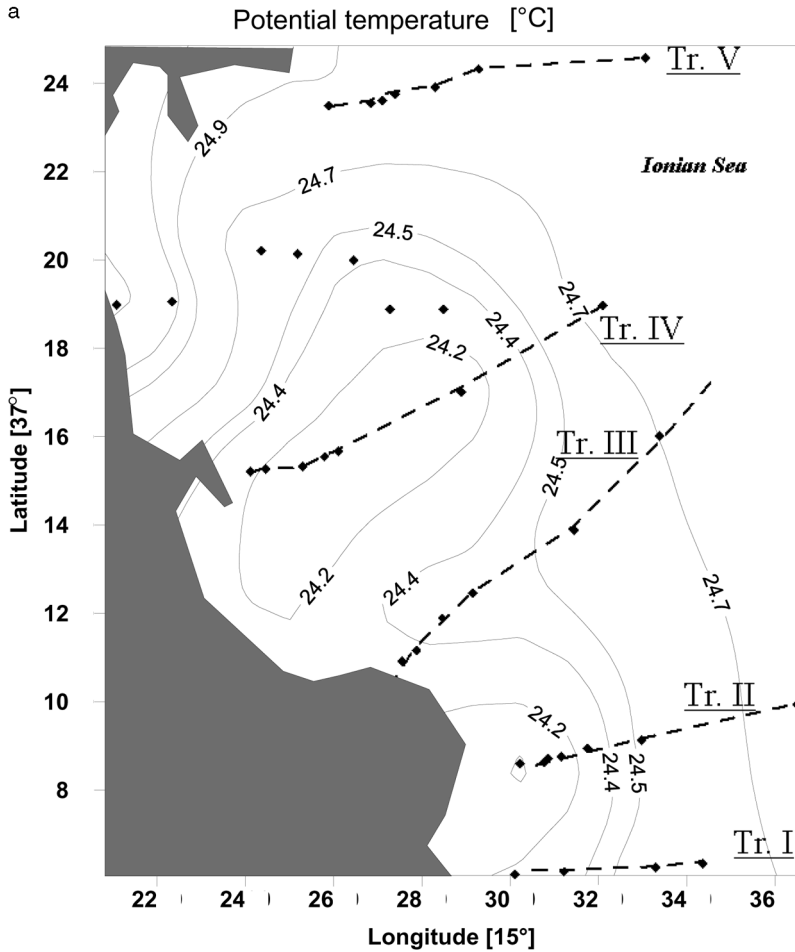 a
Potential temperature [°C]
Tr. V
24
24.9
Ionian Sea
22
24.7
24.5
20
24.7
24.4
Tr. IV
18
24.2
24.4
Latitude [37°]
16
Tr. III
24.5
14
24.2
24.4
24.7
12
10
Tr. II
24.2
24.4
24.5
8
Tr. I
22 24 26 28 30 32 34 36
Longitude [15°]